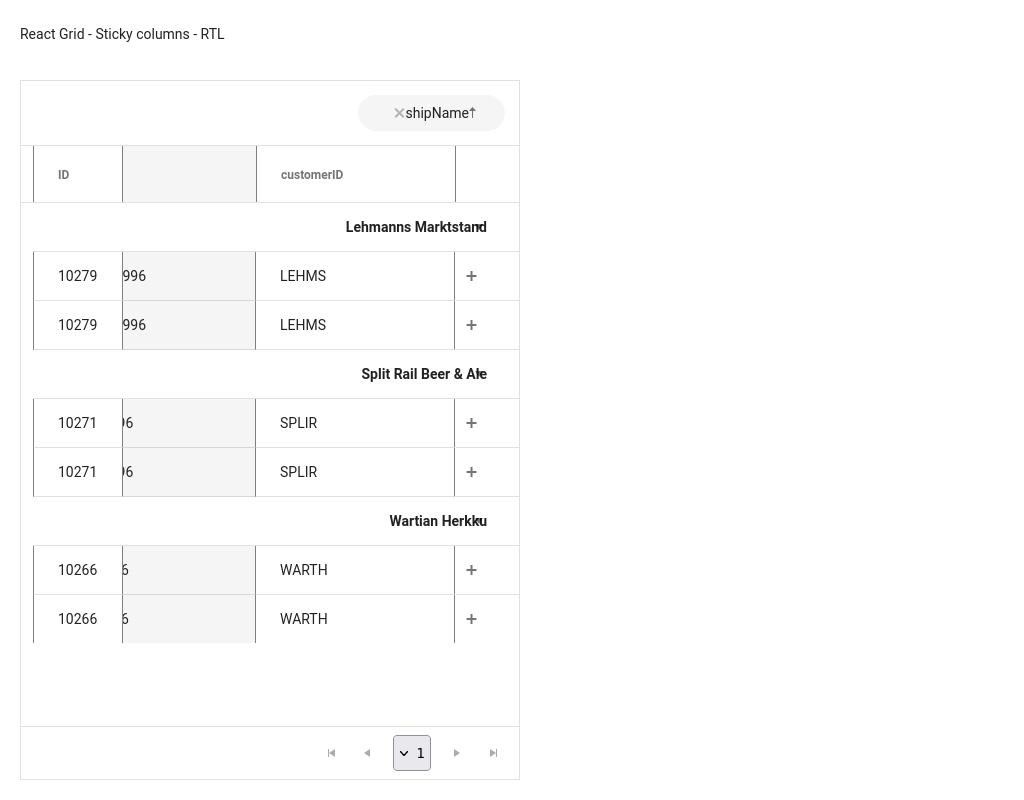 React Grid - Sticky columns - RTL
shipName
ID customerID
Lehmanns Marktstand
10279 996 LEHMS +
10279 996 LEHMS +
Split Rail Beer & Ale
10271 96 SPLIR +
10271 96 SPLIR +
Wartian Herkku
10266 6 WARTH +
10266 6 WARTH +
1